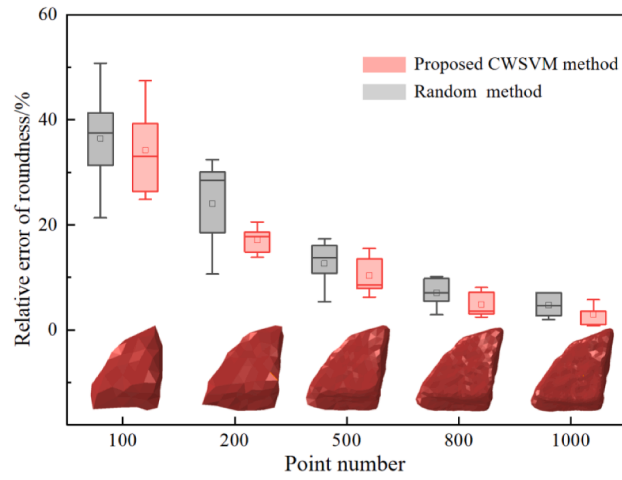 60
40
20
0
Relative error of roundness/%
Proposed CWSVM method
Random method
100 200 500 800 1000
Point number